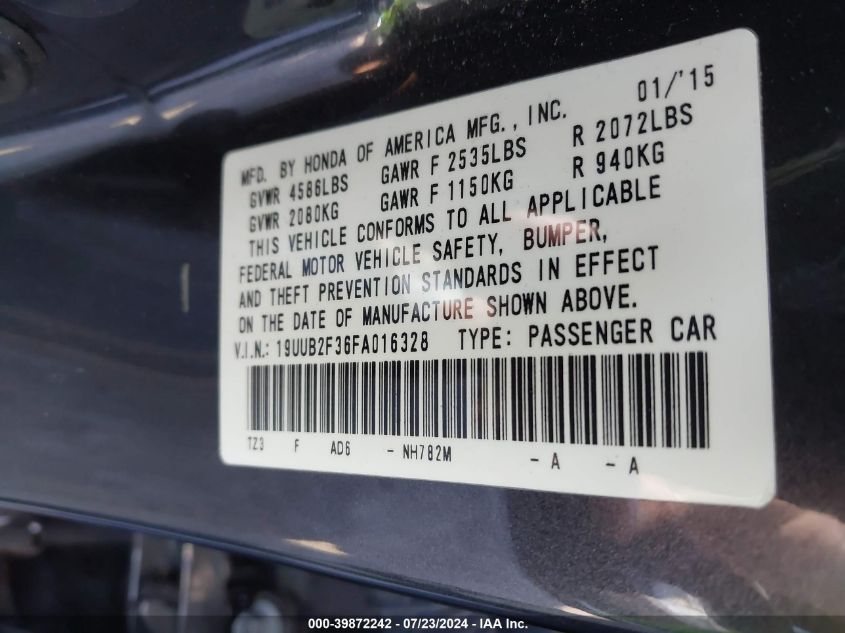 01/'15
MFD. BY HONDA OF AMERICA MFG., INC.
GVWR 4586LBS GAWR F 2535LBS R 2072LBS
GVWR 2080KG GAWR F 1150KG R 940KG
THIS VEHICLE CONFORMS TO ALL APPLICABLE
FEDERAL MOTOR VEHICLE SAFETY, BUMPER,
AND THEFT PREVENTION STANDARDS IN EFFECT
ON THE DATE OF MANUFACTURE SHOWN ABOVE.
V.I.N.: 19UUB2F36FA016328 TYPE: PASSENGER CAR
TZ3 F AD6 - NH782M - A - A
000-39872242 / 07/23/2024 - IAA Inc.